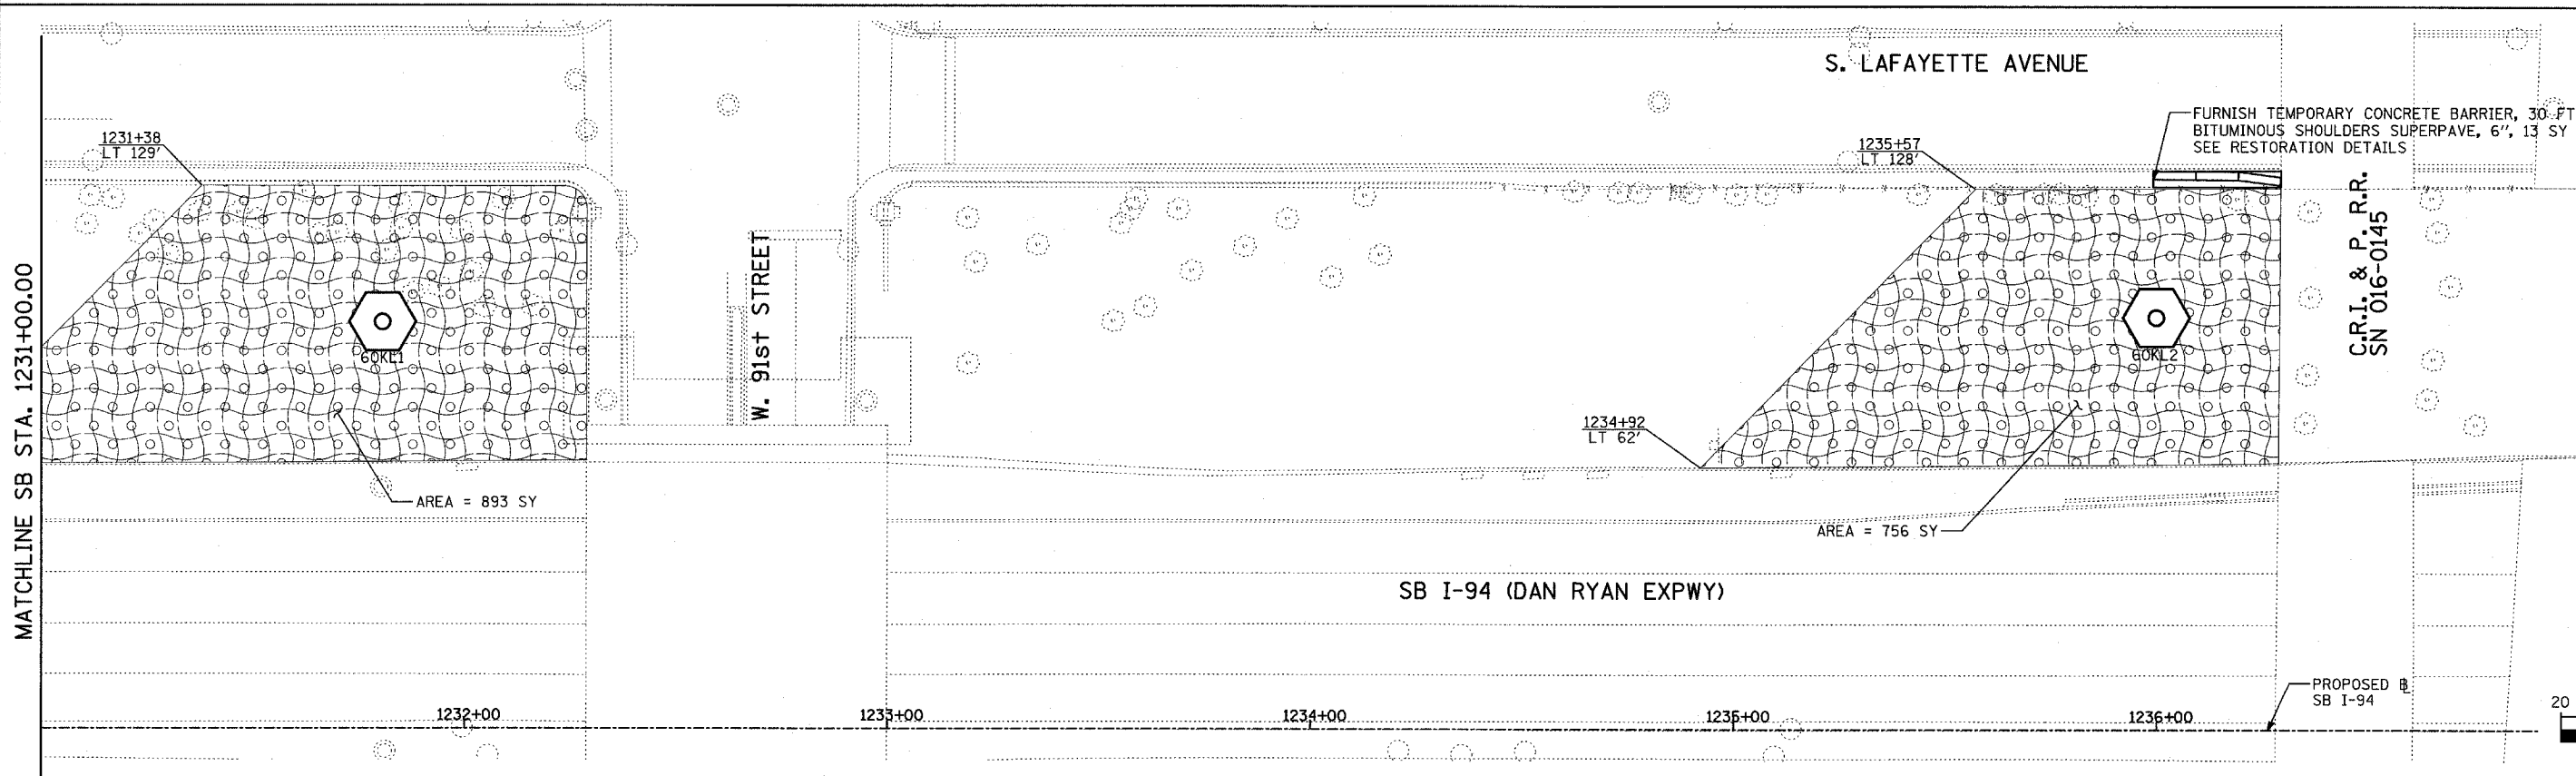 S. LAFAYETTE AVENUE
FURNISH TEMPORARY CONCRETE BARRIER, 30 FT
BITUMINOUS SHOULDERS SUPERPAVE, 6", 13 SY
SEE RESTORATION DETAILS
1231+38
LT 129'
1235+57
LT 128'
C.R.I. & P. R.R.
SN 016-0145
MATCHLINE SB STA. 1231+00.00
W. 91st STREET
60KL1
60KL2
1234+92
LT 62'
AREA = 893 SY
AREA = 756 SY
SB I-94 (DAN RYAN EXPWY)
PROPOSED B
SB I-94
1232+00
1233+00
1234+00
1235+00
1236+00
20